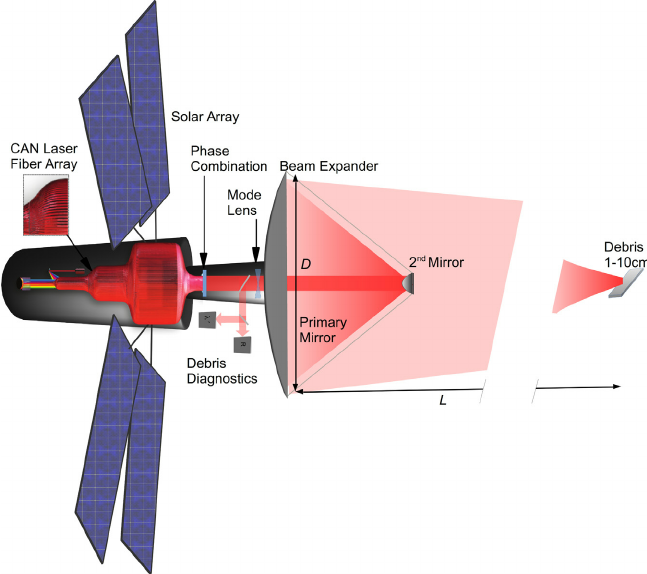 Solar Array
CAN Laser
Fiber Array
Phase
Combination
Beam Expander
Mode
Lens
D
2nd Mirror
Debris
1-10cm
Primary
Mirror
A
B
Debris
Diagnostics
L